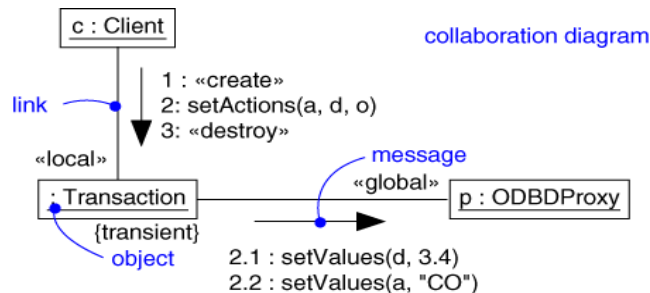 c : Client
collaboration diagram
1 : «create»
link
2: setActions(a, d, o)
3: «destroy»
message
«local»
«global»
: Transaction
p : ODBDProxy
{transient}
object
2.1 : setValues(d, 3.4)
2.2 : setValues(a, "CO")